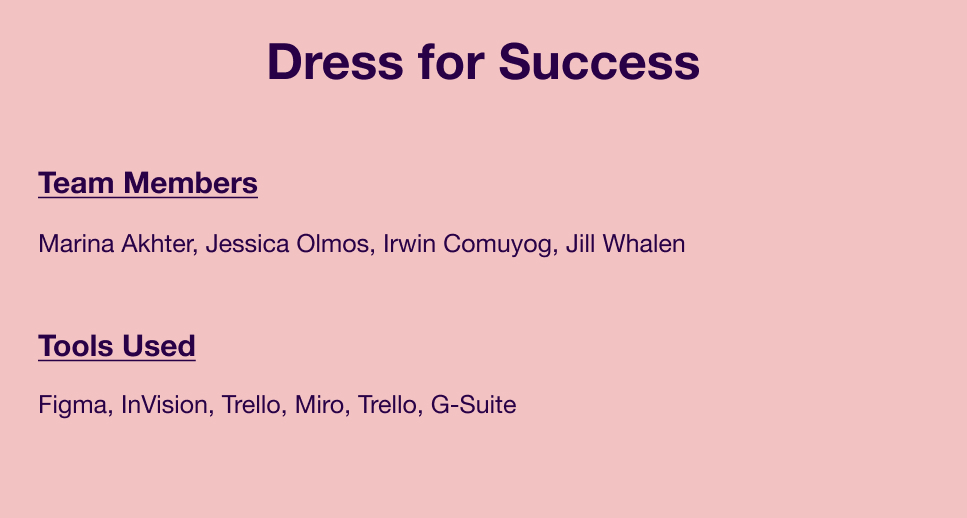 Dress for Success
Team Members
Marina Akhter, Jessica Olmos, Irwin Comuyog, Jill Whalen
Tools Used
Figma, InVision, Trello, Miro, Trello, G-Suite